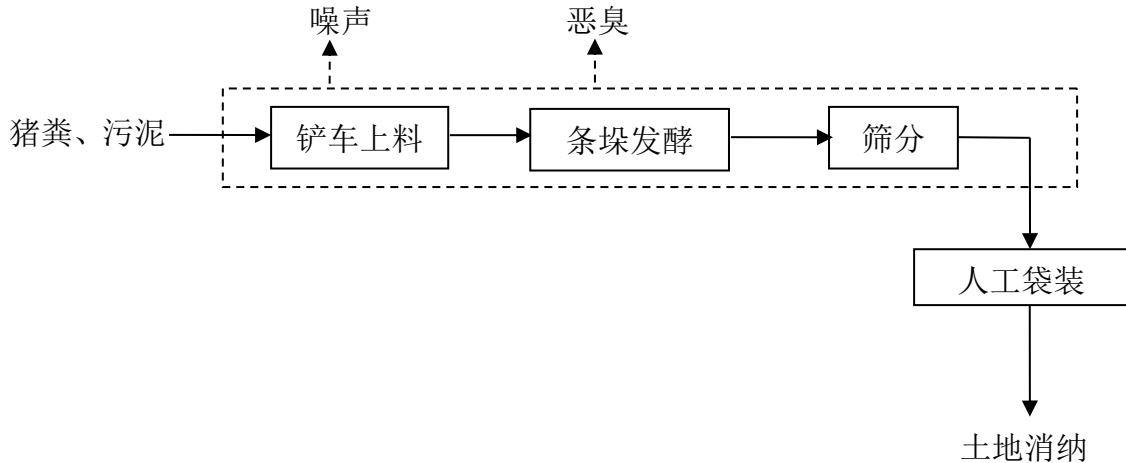 噪声
恶臭
猪粪、污泥
铲车上料
条垛发酵
筛分
人工袋装
土地消纳